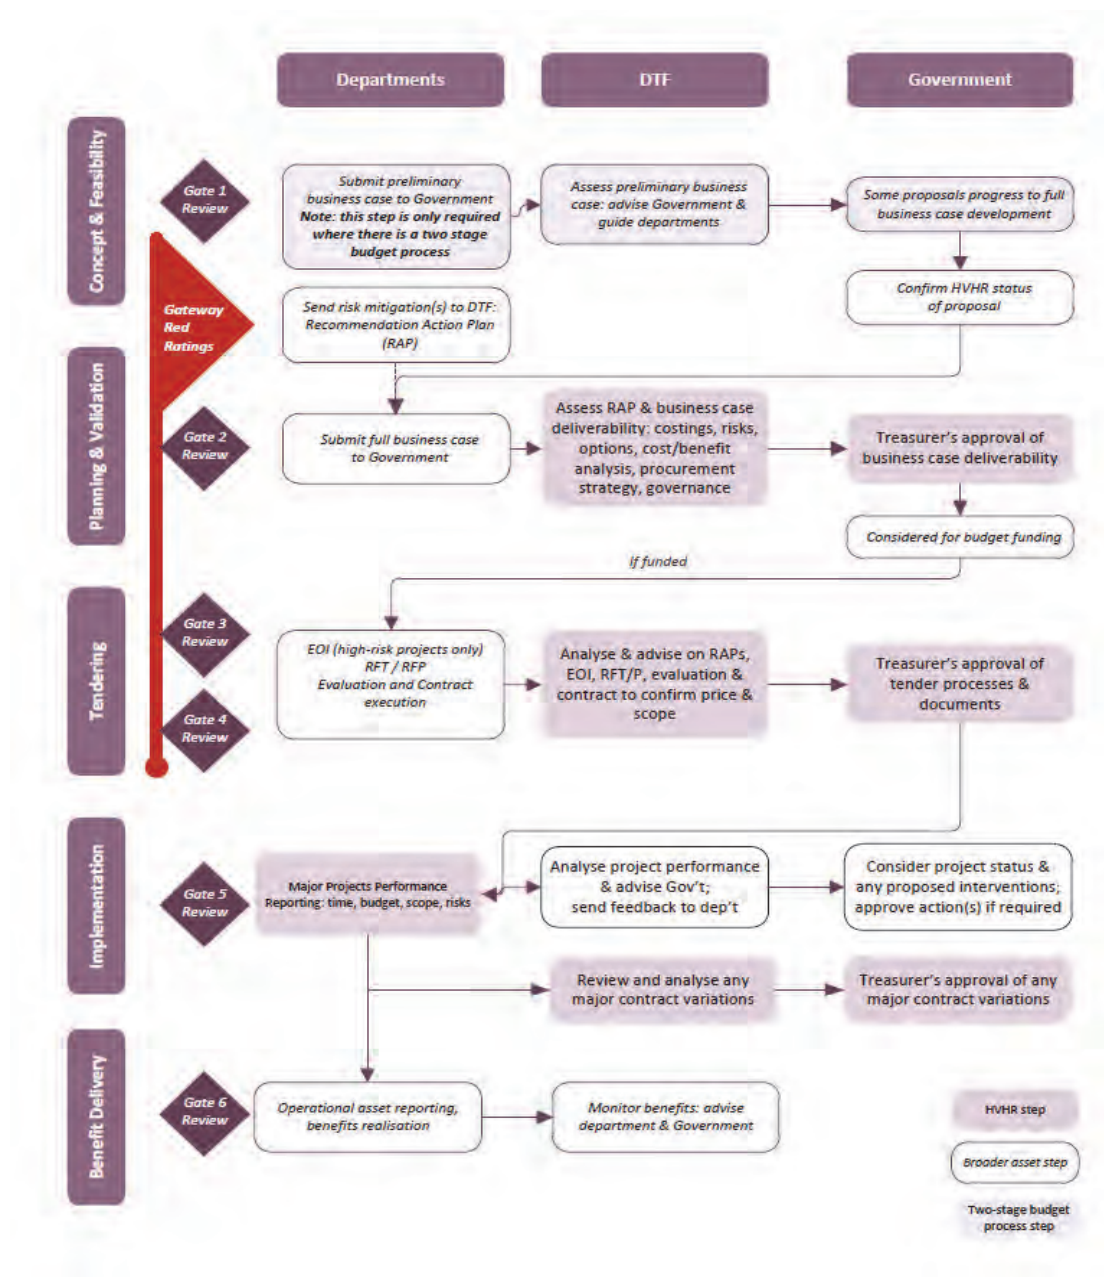 Departments
DTF
Government
Concept & Feasibility
Gate 1
Review
Submit preliminary
business case to Government
Note: this step is only required
where there is a two stage
budget process
Assess preliminary business
case: advise Government &
guide departments
Some proposals progress to full
business case development
Confirm HVHR status
of proposal
Gateway
Red
Ratings
Send risk mitigation(s) to DTF:
Recommendation Action Plan
(RAP)
Planning & Validation
Gate 2
Review
Submit full business case
to Government
Assess RAP & business case
deliverability: costings, risks,
options, cost/benefit
analysis, procurement
strategy, governance
Treasurer's approval of
business case deliverability
Considered for budget funding
If funded
Tendering
Gate 3
Review
Gate 4
Review
EOI (high-risk projects only)
RFT / RFP
Evaluation and Contract
execution
Analyse & advise on RAPs,
EOI, RFT/P, evaluation &
contract to confirm price &
scope
Treasurer's approval of
tender processes &
documents
Implementation
Gate 5
Review
Major Projects Performance
Reporting: time, budget, scope, risks
Analyse project performance
& advise Gov't;
send feedback to dep't
Consider project status &
any proposed interventions;
approve action(s) if required
Review and analyse any
major contract variations
Treasurer's approval of any
major contract variations
Benefit Delivery
Gate 6
Review
Operational asset reporting,
benefits realisation
Monitor benefits: advise
department & Government
HVHR step
Broader asset step
Two-stage budget
process step